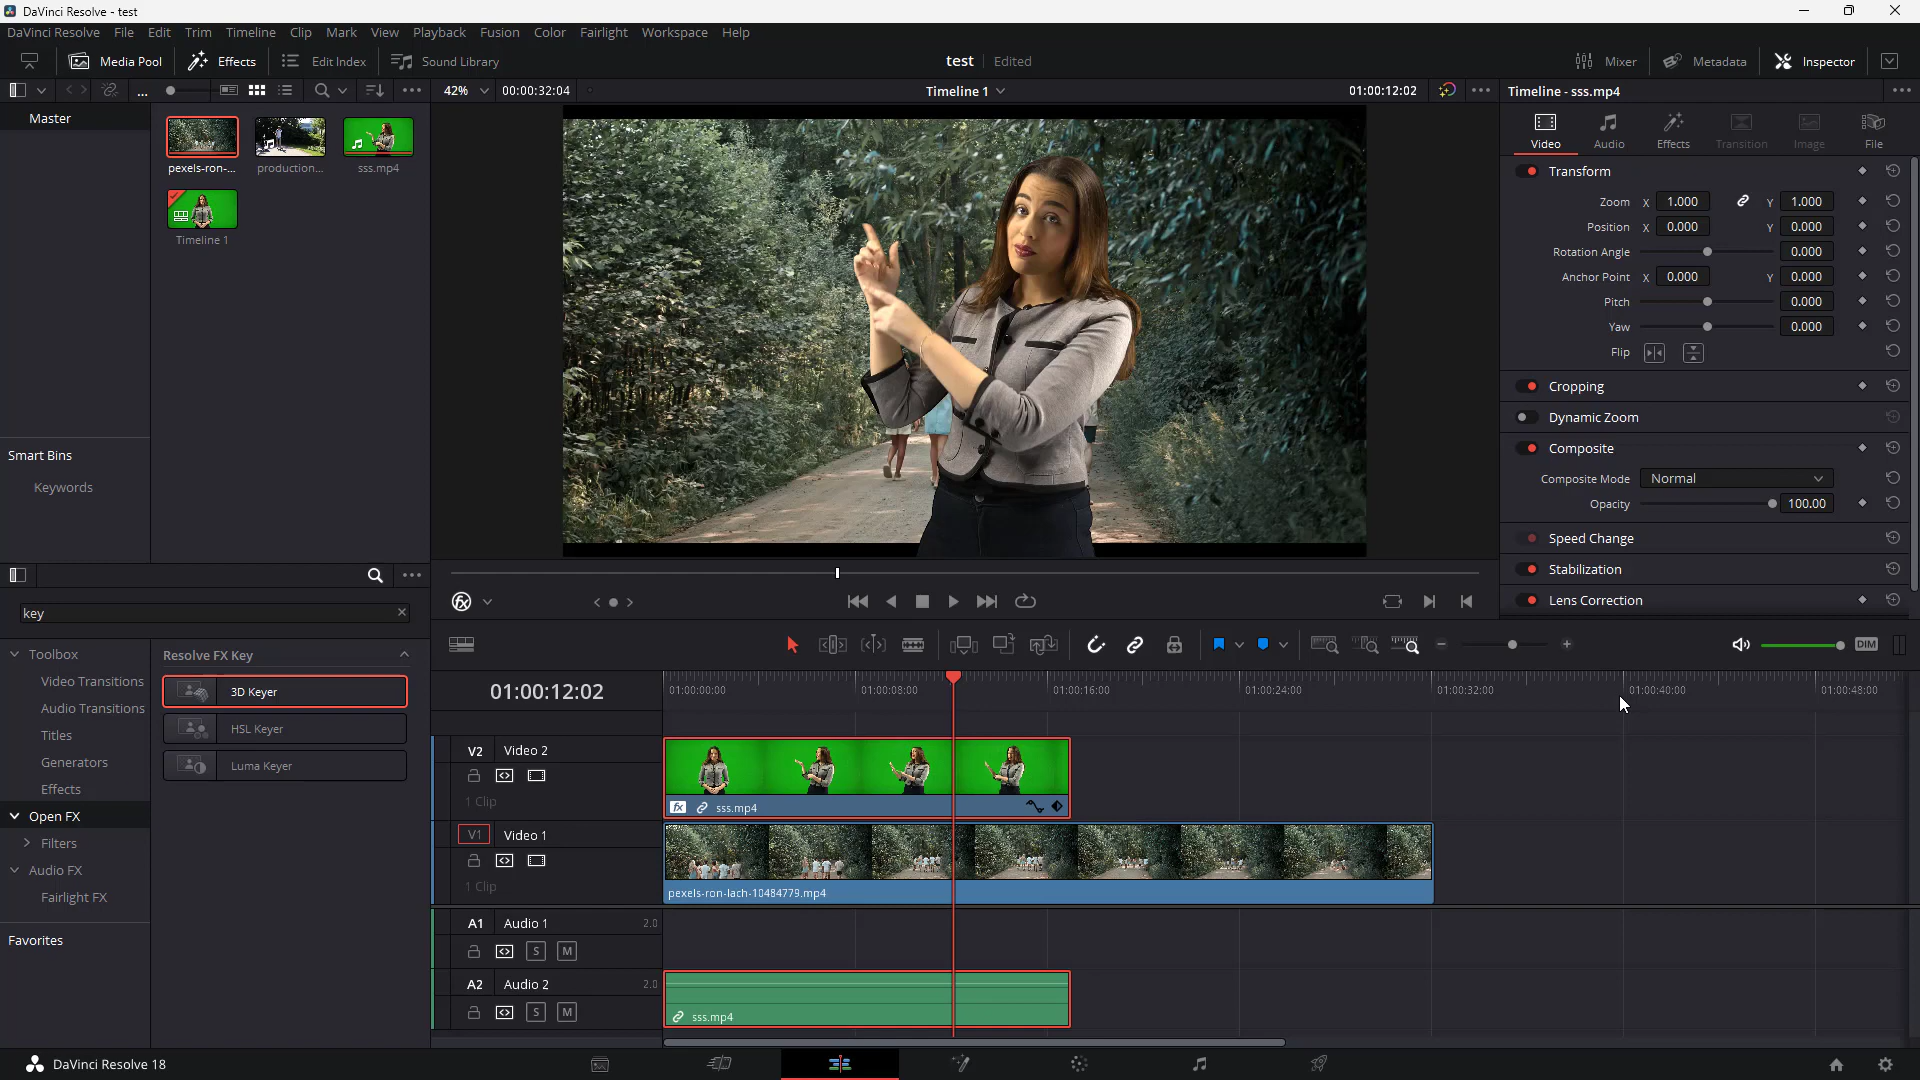 DaVinci Resolve - test
DaVinci Resolve File Edit Trim Timeline Clip Mark View Playback Fusion Color Fairlight Workspace Help
Media Pool Effects Edit Index Sound Library test Edited Mixer Metadata Inspector
... 42% 00:00:32:04 Timeline 1 01:00:12:02 Timeline - sss.mp4
Master
pexels-ron-... production... sss.mp4
Timeline 1
Smart Bins
Keywords
Video Audio Effects Transition Image File
Transform
Zoom X 1.000 Y 1.000
Position X 0.000 Y 0.000
Rotation Angle 0.000
Anchor Point X 0.000 Y 0.000
Pitch 0.000
Yaw 0.000
Flip
Cropping
Dynamic Zoom
Composite
Composite Mode Normal
Opacity 100.00
Speed Change
Stabilization
Lens Correction
key
Toolbox
Video Transitions
Audio Transitions
Titles
Generators
Effects
Open FX
Filters
Audio FX
Fairlight FX
Favorites
Resolve FX Key
3D Keyer
HSL Keyer
Luma Keyer
DIM
01:00:12:02
01:00:00:00 01:00:08:00 01:00:16:00 01:00:24:00 01:00:32:00 01:00:40:00 01:00:48:00
V2 Video 2
1 Clip
fx sss.mp4
V1 Video 1
1 Clip
pexels-ron-lach-10484779.mp4
A1 Audio 1 2.0
S M
A2 Audio 2 2.0
S M
sss.mp4
DaVinci Resolve 18